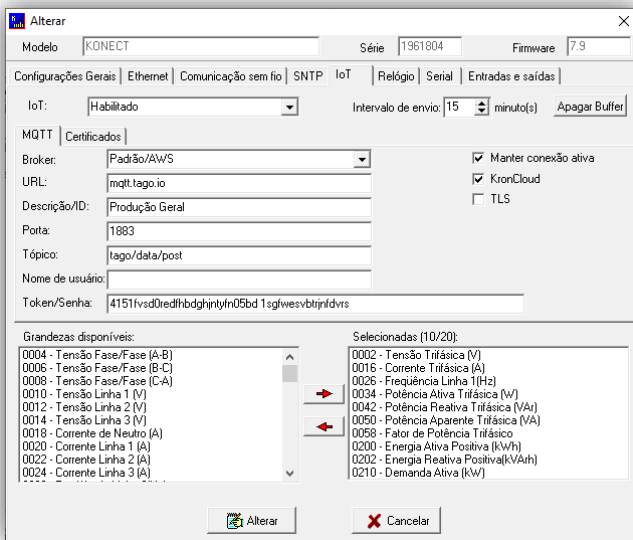 Alterar
Modelo KONECT Série 1961804 Firmware 7.9
Configurações Gerais Ethernet Comunicação sem fio SNTP IoT Relógio Serial Entradas e saídas
IoT: Habilitado Intervalo de envio: 15 minuto(s) Apagar Buffer
MQTT Certificados
Broker: Padrão/AWS Manter conexão ativa
URL: mqtt.tago.io KronCloud
Descrição/ID: Produção Geral TLS
Porta: 1883
Tópico: tago/data/post
Nome de usuário:
Token/Senha: 4151fvsd0redfhbdghjntyfn05bd 1sgfwesvbtrjnfdvrs
Grandezas disponíveis:
0004 - Tensão Fase/Fase (A-B)
0006 - Tensão Fase/Fase (B-C)
0008 - Tensão Fase/Fase (C-A)
0010 - Tensão Linha 1 (V)
0012 - Tensão Linha 2 (V)
0014 - Tensão Linha 3 (V)
0018 - Corrente de Neutro (A)
0020 - Corrente Linha 1 (A)
0022 - Corrente Linha 2 (A)
0024 - Corrente Linha 3 (A)
Selecionadas (10/20):
0002 - Tensão Trifásica (V)
0016 - Corrente Trifásica (A)
0026 - Freqüência Linha 1(Hz)
0034 - Potência Ativa Trifásica (W)
0042 - Potência Reativa Trifásica (VAr)
0050 - Potência Aparente Trifásica (VA)
0058 - Fator de Potência Trifásico
0200 - Energia Ativa Positiva (kWh)
0202 - Energia Reativa Positiva(kVArh)
0210 - Demanda Ativa (kW)
Alterar Cancelar